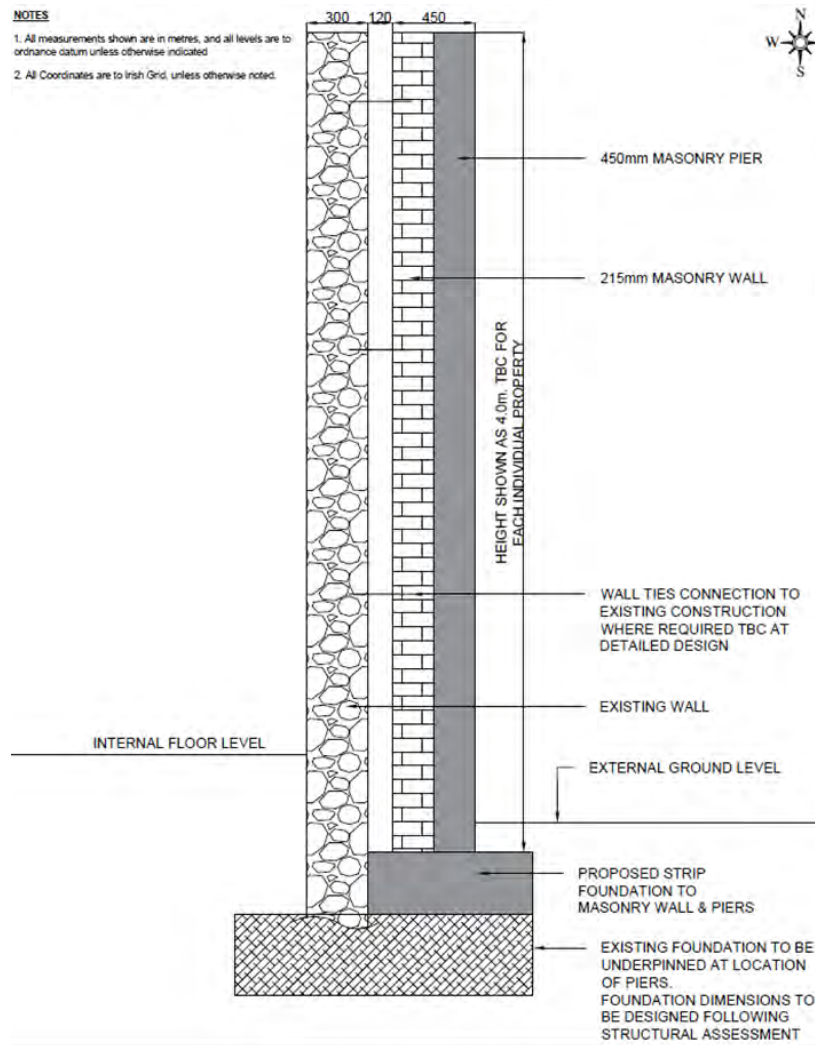 NOTES
1. All measurements shown are in metres, and all levels are to
ordnance datum unless otherwise indicated
2. All Coordinates are to Irish Grid, unless otherwise noted.
300
120
450
N
W
S
450mm MASONRY PIER
215mm MASONRY WALL
HEIGHT SHOWN AS 4.0m. TBC FOR
EACH INDIVIDUAL PROPERTY
WALL TIES CONNECTION TO
EXISTING CONSTRUCTION
WHERE REQUIRED TBC AT
DETAILED DESIGN
EXISTING WALL
INTERNAL FLOOR LEVEL
EXTERNAL GROUND LEVEL
PROPOSED STRIP
FOUNDATION TO
MASONRY WALL & PIERS
EXISTING FOUNDATION TO BE
UNDERPINNED AT LOCATION
OF PIERS.
FOUNDATION DIMENSIONS TO
BE DESIGNED FOLLOWING
STRUCTURAL ASSESSMENT